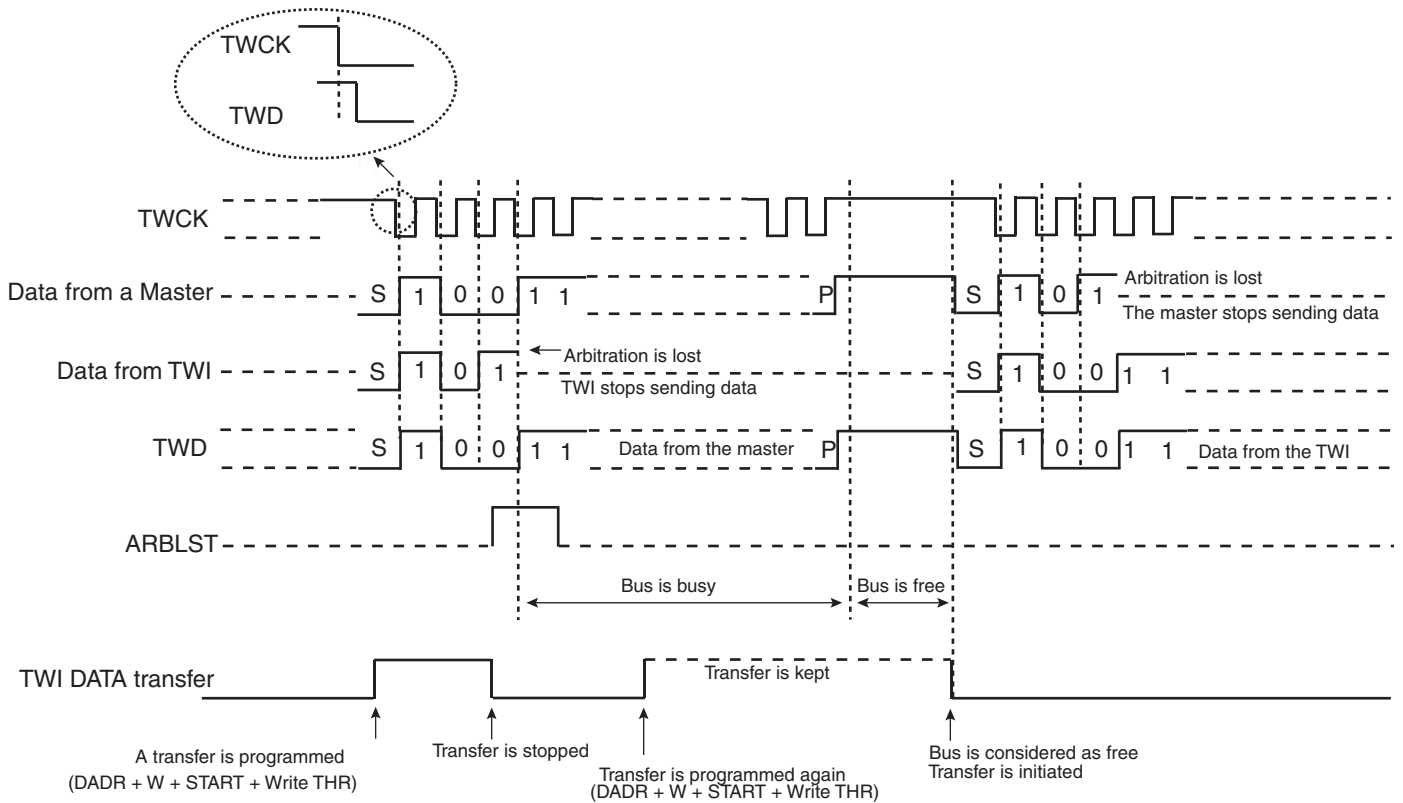 TWCK
TWD
TWCK
Data from a Master S 1 0 0 1 1 P S 1 0 1 Arbitration is lost
The master stops sending data
Data from TWI S 1 0 1 Arbitration is lost S 1 0 0 1 1
TWI stops sending data
TWD S 1 0 0 1 1 Data from the master P S 1 0 0 1 1 Data from the TWI
ARBLST
Bus is busy Bus is free
TWI DATA transfer Transfer is kept
A transfer is programmed
(DADR + W + START + Write THR)
Transfer is stopped
Transfer is programmed again
(DADR + W + START + Write THR)
Bus is considered as free
Transfer is initiated